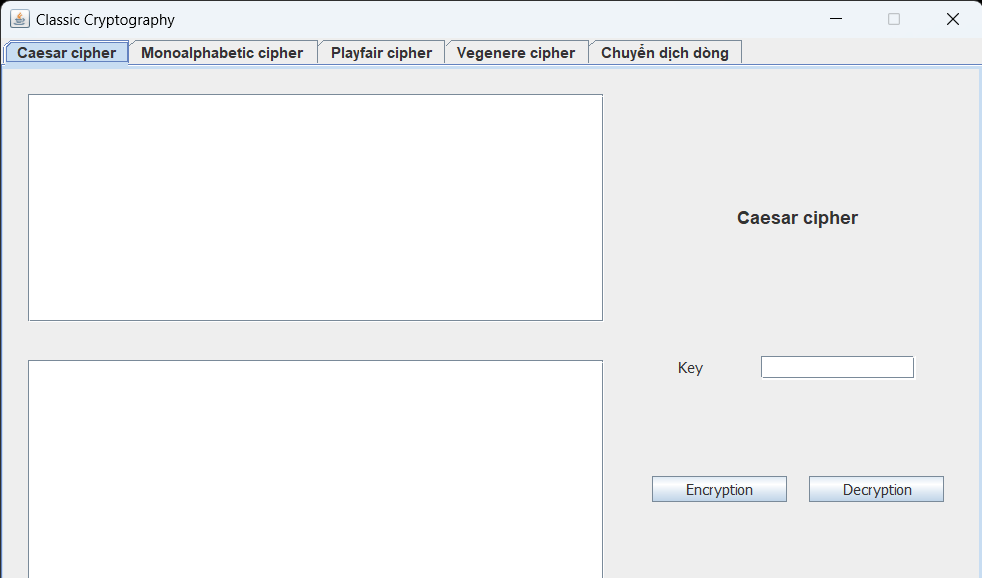 Classic Cryptography
Caesar cipher Monoalphabetic cipher Playfair cipher Vegenere cipher Chuyển dịch dòng
Caesar cipher
Key
Encryption Decryption